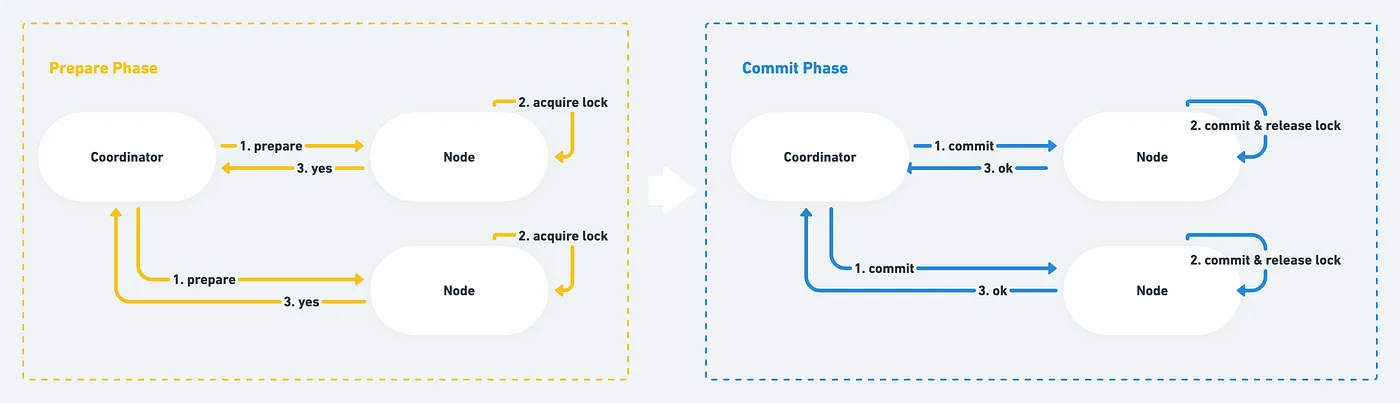 Prepare Phase
2. acquire lock
Coordinator
1. prepare
Node
3. yes
2. acquire lock
1. prepare
Node
3. yes
Commit Phase
2. commit & release lock
Coordinator
1. commit
Node
3. ok
2. commit & release lock
1. commit
Node
3. ok